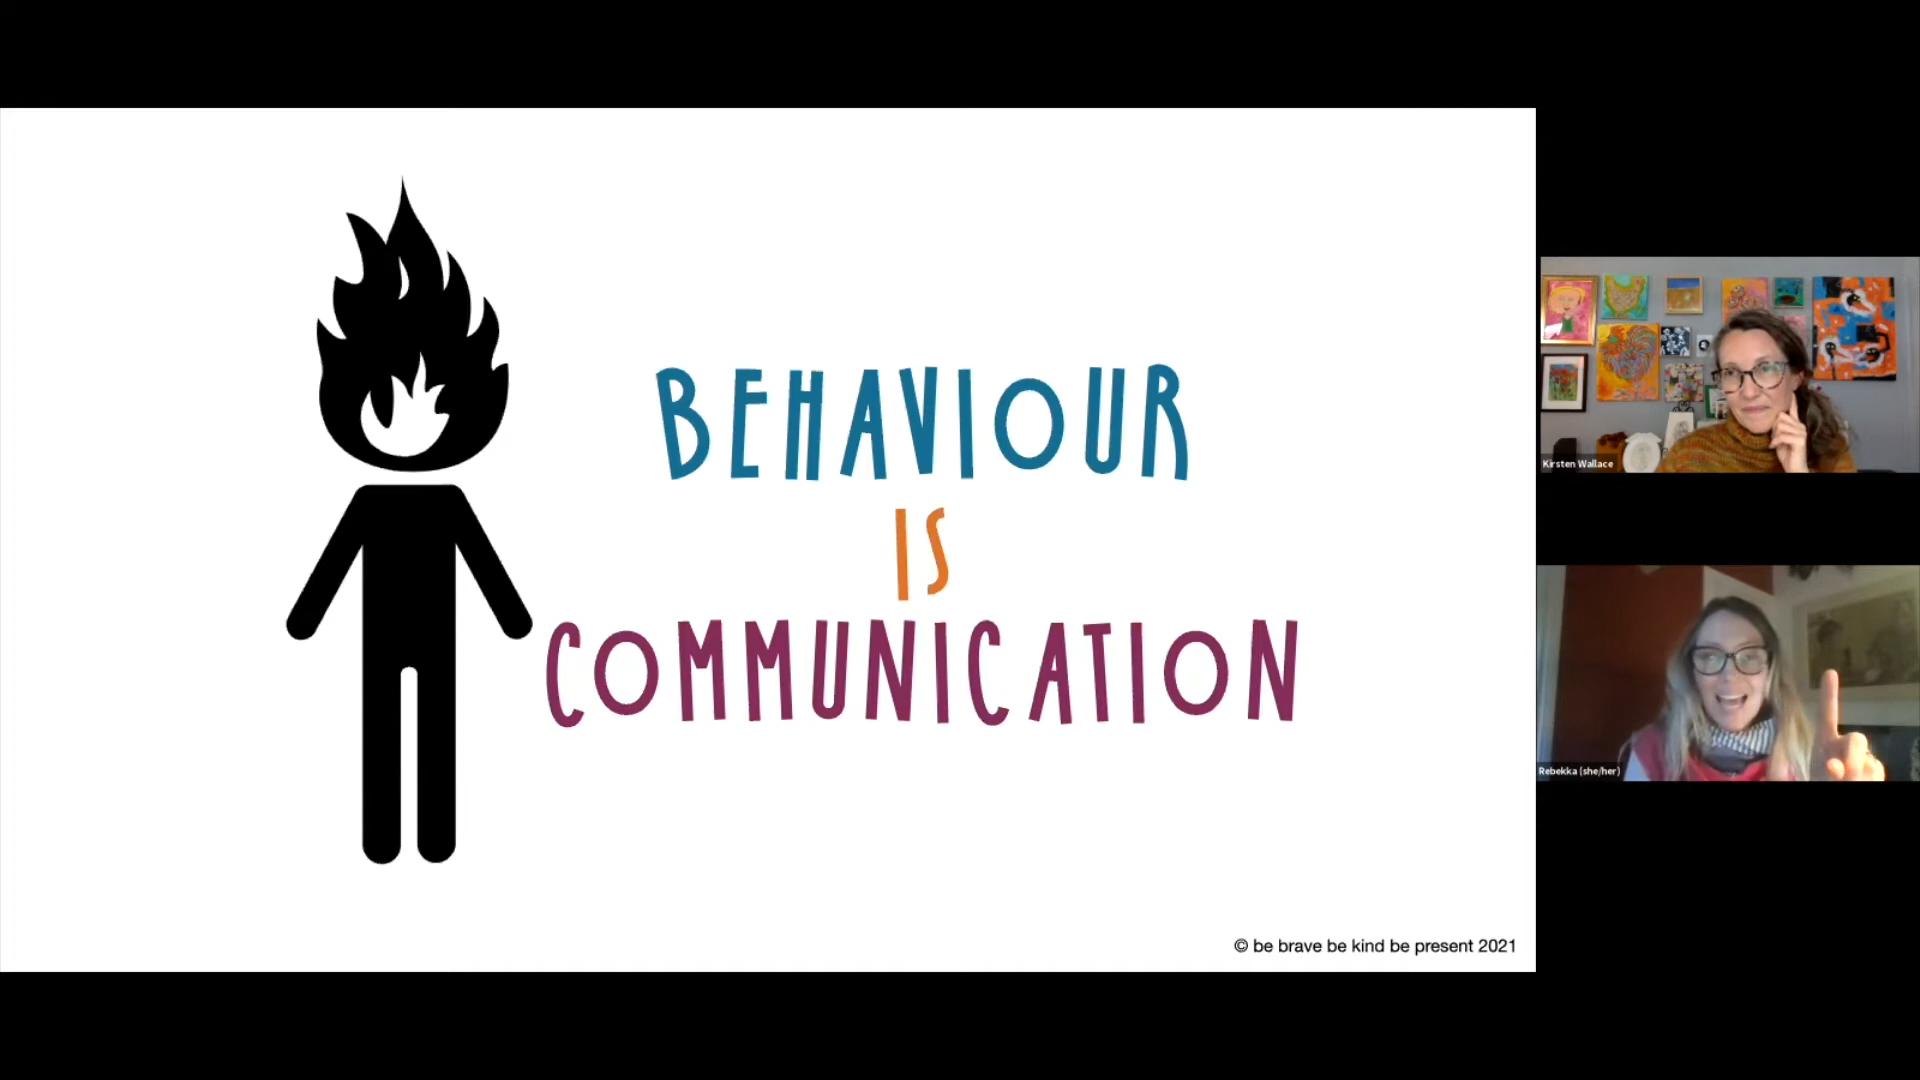 BEHAVIOUR
IS
COMMUNICATION
© be brave be kind be present 2021
Kirsten Wallace
Rebekka (she/her)